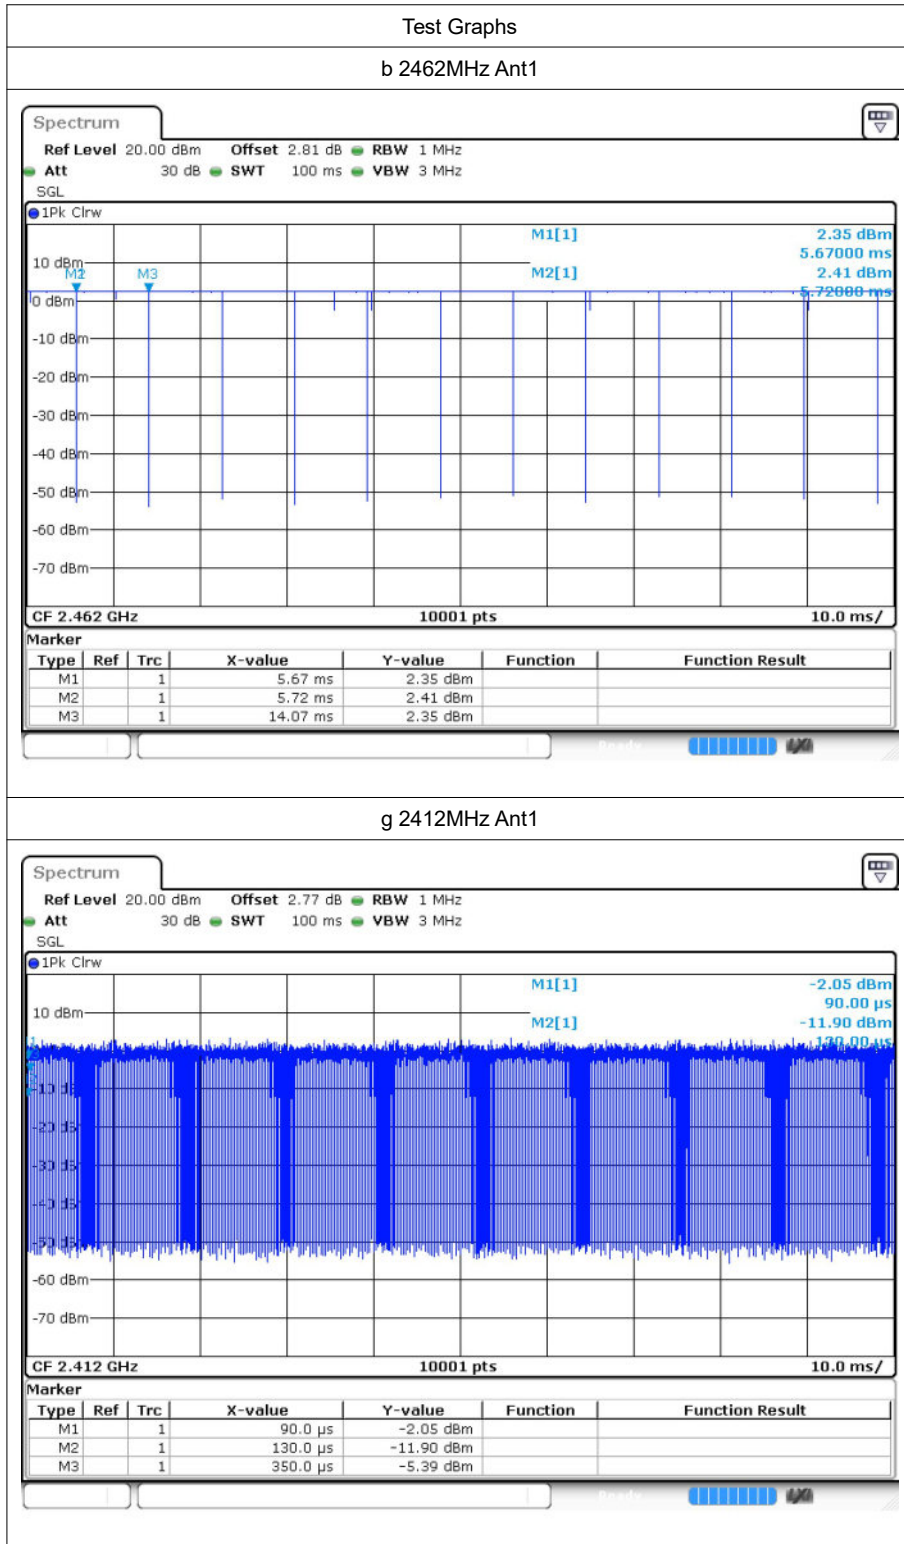 Test Graphs
b 2462MHz Ant1
Spectrum
Ref Level 20.00 dBm Offset 2.81 dB RBW 1 MHz
Att 30 dB SWT 100 ms VBW 3 MHz
SGL
1Pk Clrw
M1[1] 2.35 dBm
5.67000 ms
10 dBm
M2[1] 2.41 dBm
5.72000 ms
M2 M3
0 dBm
-10 dBm
-20 dBm
-30 dBm
-40 dBm
-50 dBm
-60 dBm
-70 dBm
CF 2.462 GHz 10001 pts 10.0 ms/
Marker
Type Ref Trc X-value Y-value Function Function Result
M1 1 5.67 ms 2.35 dBm
M2 1 5.72 ms 2.41 dBm
M3 1 14.07 ms 2.35 dBm
Ready
g 2412MHz Ant1
Spectrum
Ref Level 20.00 dBm Offset 2.77 dB RBW 1 MHz
Att 30 dB SWT 100 ms VBW 3 MHz
SGL
1Pk Clrw
M1[1] -2.05 dBm
90.00 µs
10 dBm
M2[1] -11.90 dBm
130.00 µs
-60 dBm
-70 dBm
CF 2.412 GHz 10001 pts 10.0 ms/
Marker
Type Ref Trc X-value Y-value Function Function Result
M1 1 90.0 µs -2.05 dBm
M2 1 130.0 µs -11.90 dBm
M3 1 350.0 µs -5.39 dBm
Ready